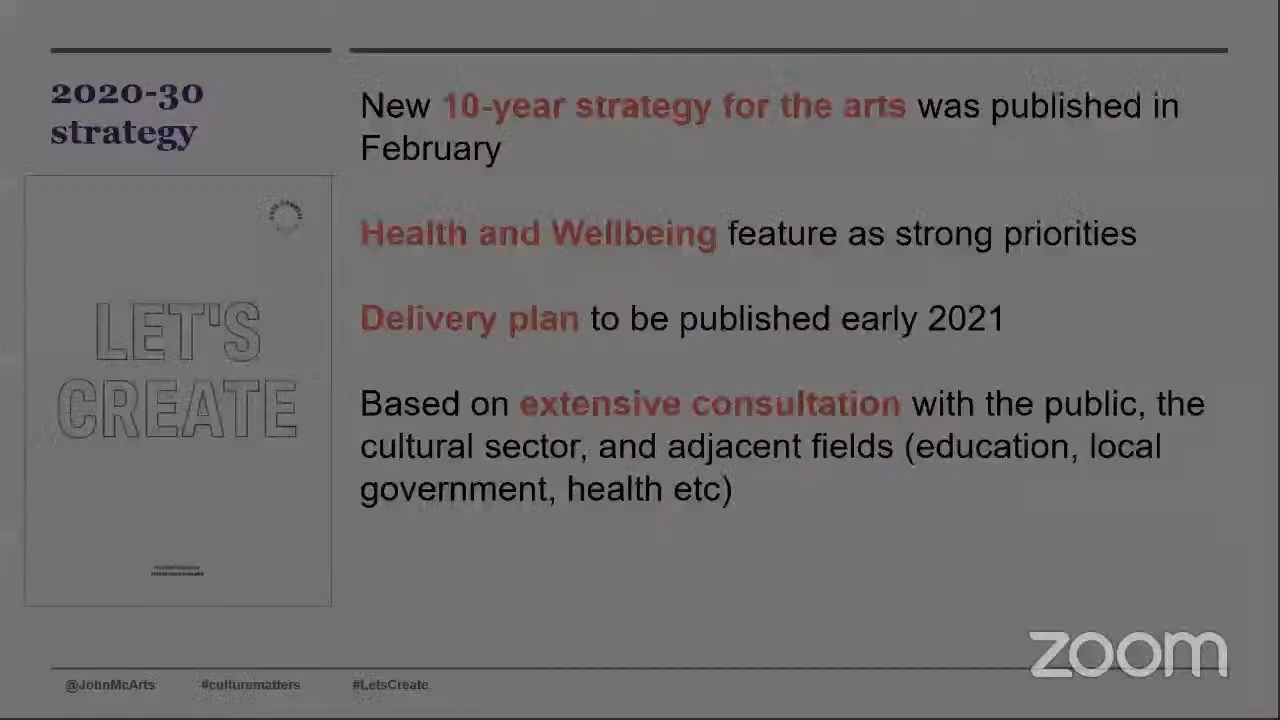 2020-30
strategy
New 10-year strategy for the arts was published in
February
Health and Wellbeing feature as strong priorities
Delivery plan to be published early 2021
Based on extensive consultation with the public, the
cultural sector, and adjacent fields (education, local
government, health etc)
LET'S
CREATE
@JohnMcArts #culturematters #LetsCreate
zoom